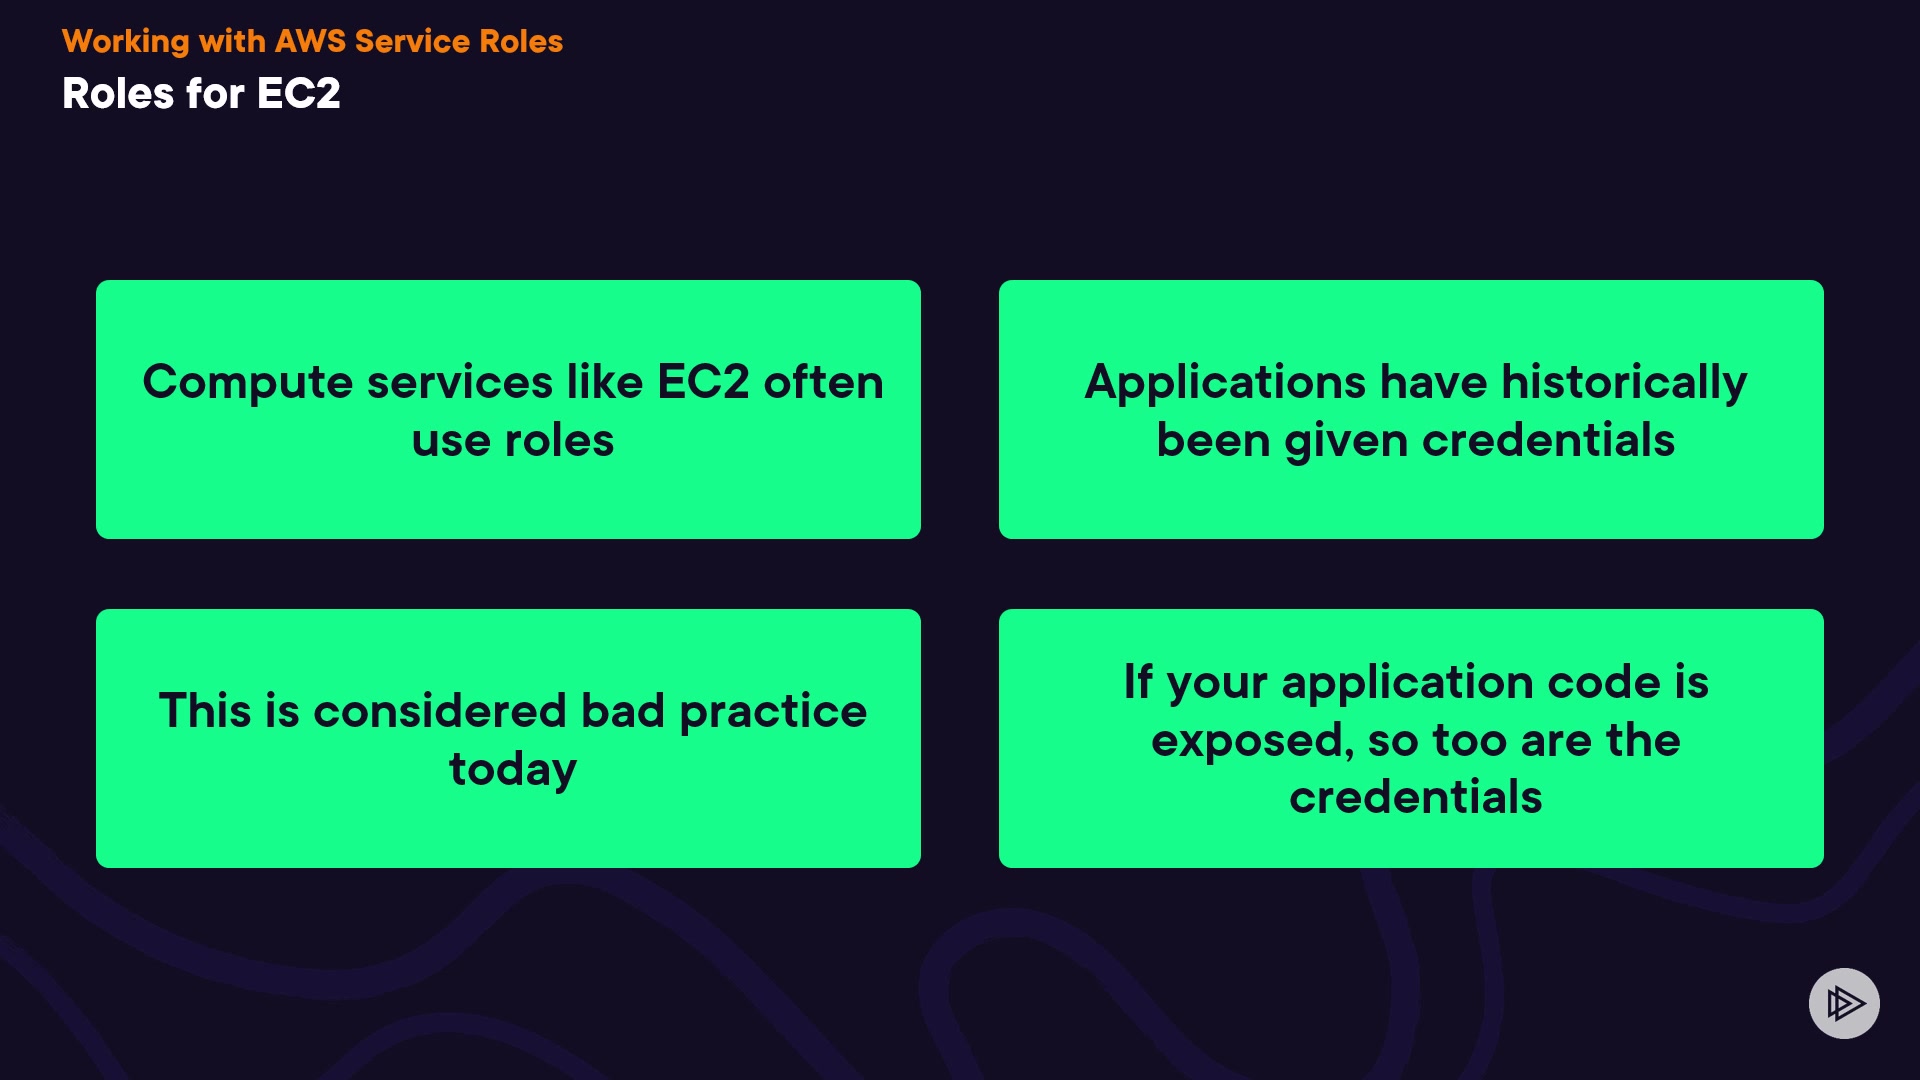 Working with AWS Service Roles
Roles for EC2
Compute services like EC2 often
use roles
Applications have historically
been given credentials
This is considered bad practice
today
If your application code is
exposed, so too are the
credentials